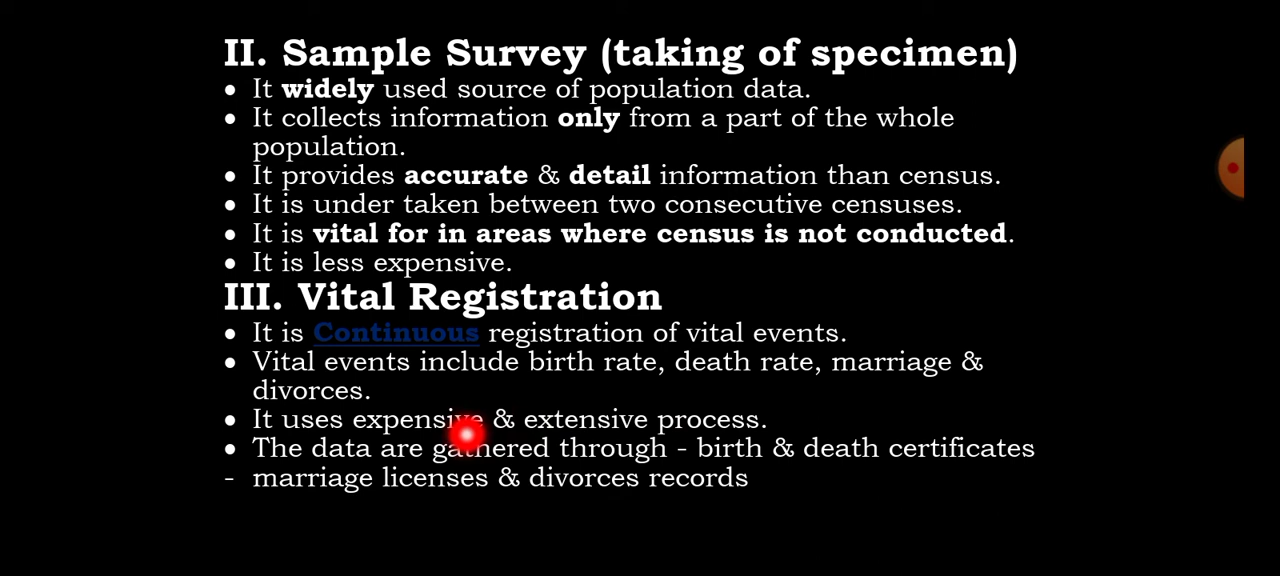 II. Sample Survey (taking of specimen)
• It widely used source of population data.
• It collects information only from a part of the whole
population.
• It provides accurate & detail information than census.
• It is under taken between two consecutive censuses.
• It is vital for in areas where census is not conducted.
• It is less expensive.
III. Vital Registration
• It is Continuous registration of vital events.
• Vital events include birth rate, death rate, marriage &
divorces.
• It uses expensive & extensive process.
• The data are gathered through - birth & death certificates
- marriage licenses & divorces records